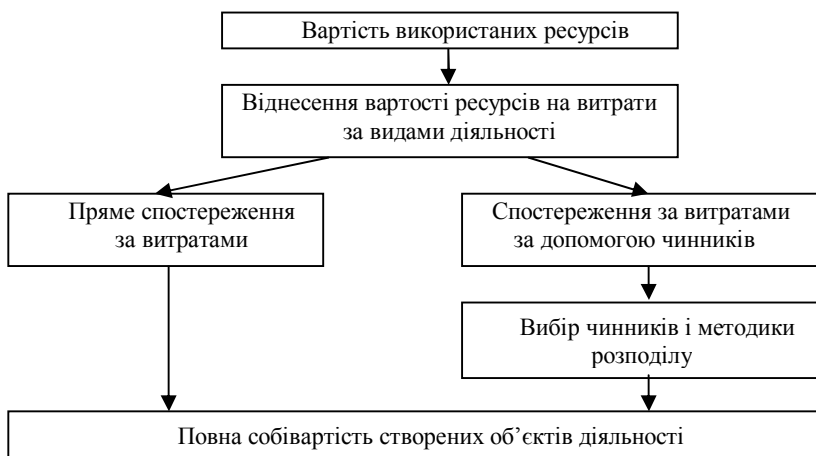 Вартість використаних ресурсів
Віднесення вартості ресурсів на витрати
за видами діяльності
Пряме спостереження
за витратами
Спостереження за витратами
за допомогою чинників
Вибір чинників і методики
розподілу
Повна собівартість створених об’єктів діяльності